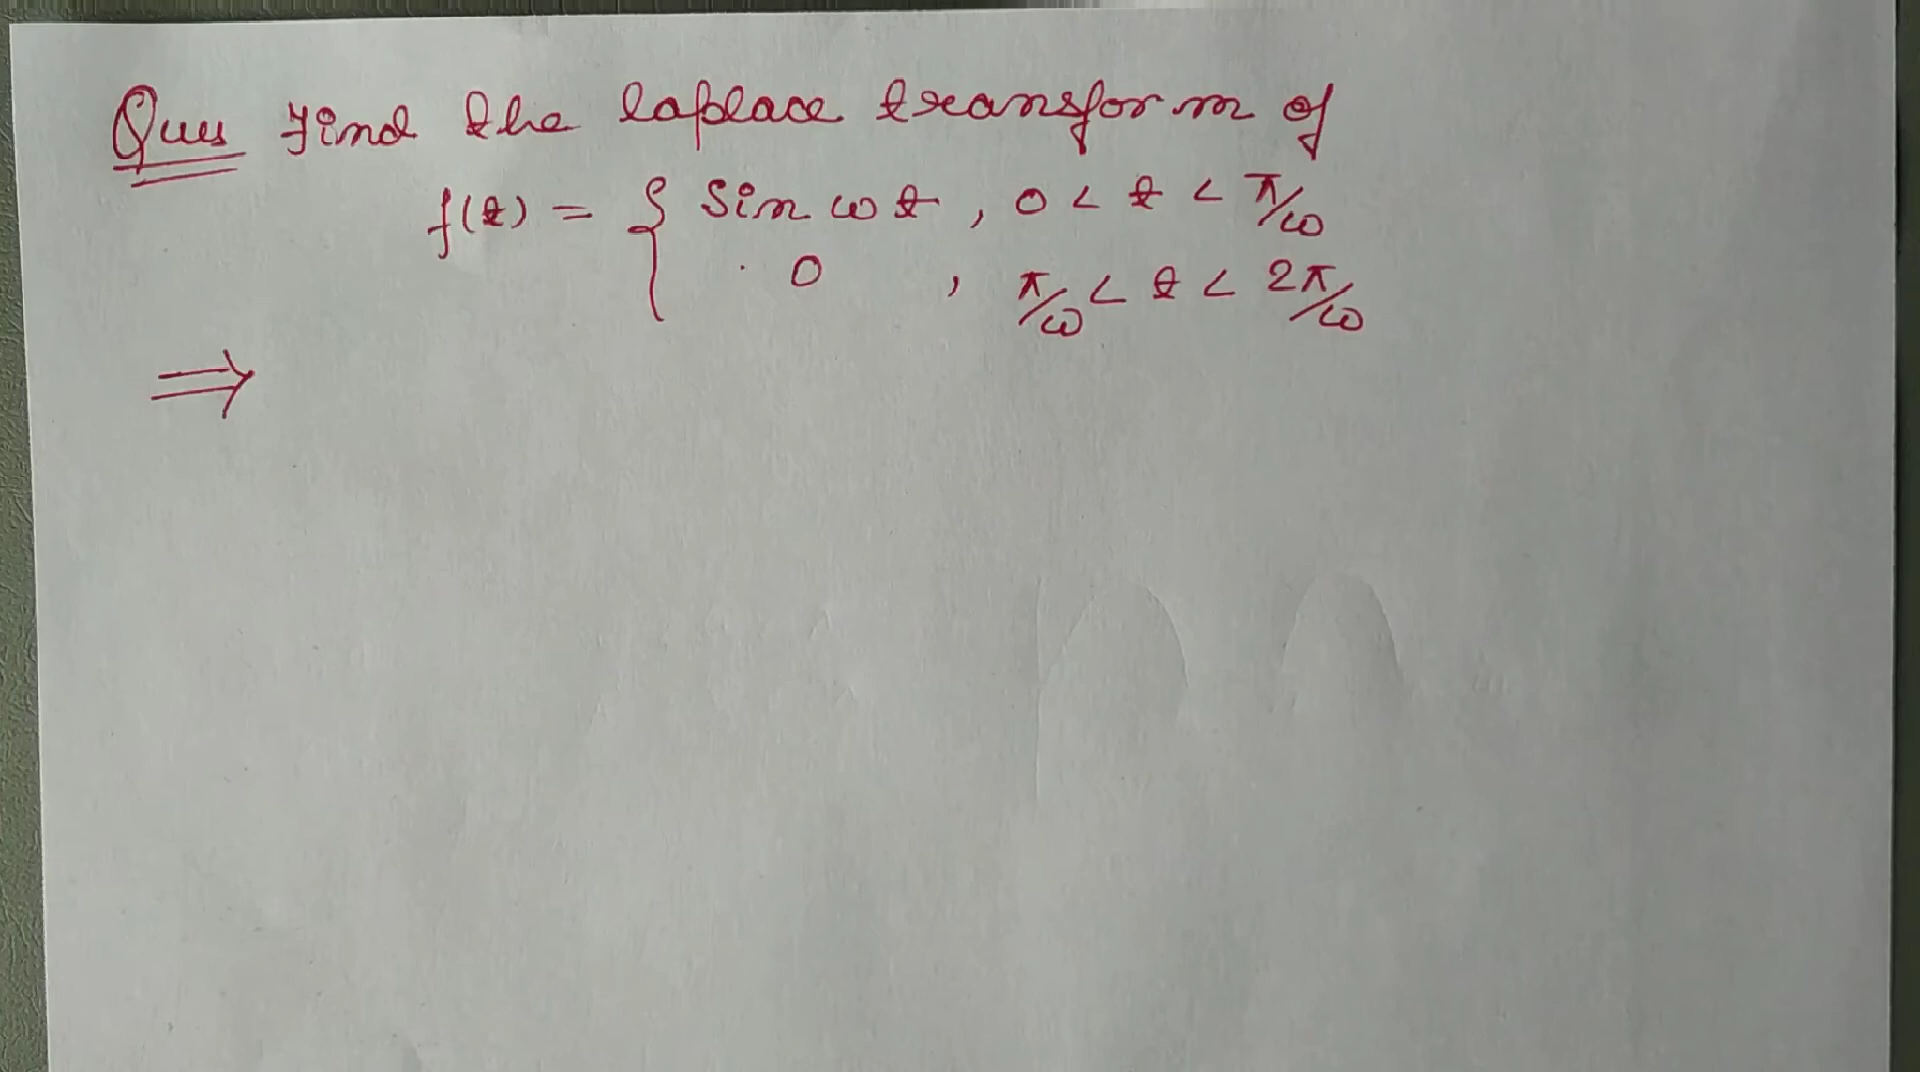 Ques Find the laplace transform of
f(t) = { sin ωt , 0 < t < π/ω
0 , π/ω < t < 2π/ω
⇒